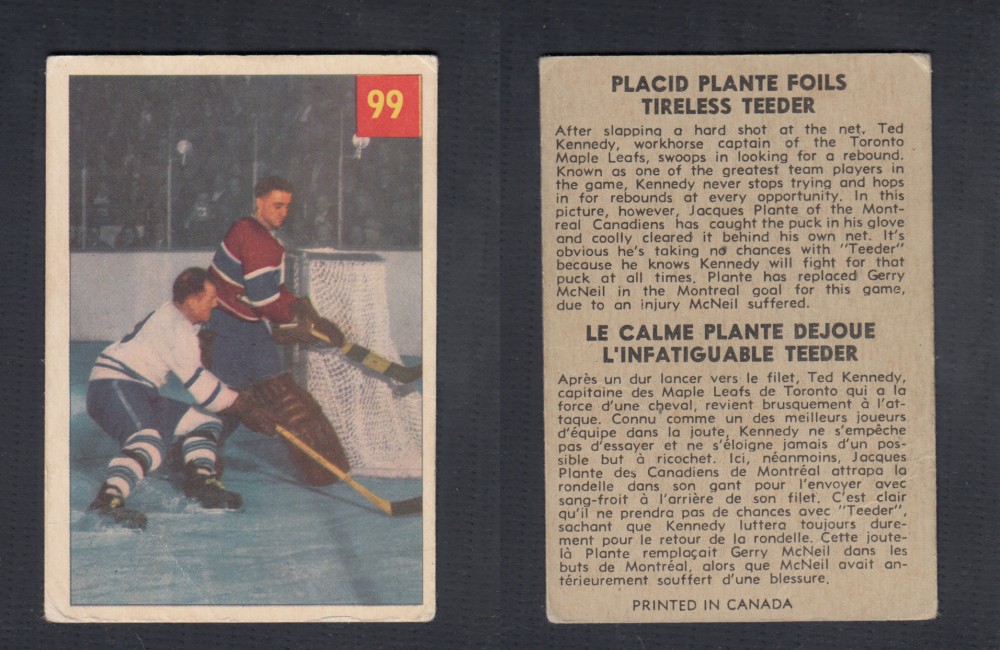 99
PLACID PLANTE FOILS
TIRELESS TEEDER
After slapping a hard shot at the net, Ted
Kennedy, workhorse captain of the Toronto
Maple Leafs, swoops in looking for a rebound.
Known as one of the greatest team players in
the game, Kennedy never stops trying and hops
in for rebounds at every opportunity. In this
picture, however, Jacques Plante of the Mont-
real Canadiens has caught the puck in his glove
and coolly cleared it behind his own net. It's
obvious he's taking no chances with "Teeder"
because he knows Kennedy will fight for that
puck at all times. Plante has replaced Gerry
McNeil in the Montreal goal for this game,
due to an injury McNeil suffered.
LE CALME PLANTE DEJOUE
L'INFATIGUABLE TEEDER
Après un dur lancer vers le filet, Ted Kennedy,
capitaine des Maple Leafs de Toronto qui a la
force d'une cheval, revient brusquement à l'at-
taque. Connu comme un des meilleurs joueurs
d'équipe dans la joute, Kennedy ne s'empêche
pas d'essayer et ne s'éloigne jamais d'un pos-
sible but à ricochet. Ici, néanmoins, Jacques
Plante des Canadiens de Montréal attrapa la
rondelle dans son gant pour l'envoyer avec
sang-froit à l'arrière de son filet. C'est clair
qu'il ne prendra pas de chances avec "Teeder",
sachant que Kennedy luttera toujours dure-
ment pour le retour de la rondelle. Cette joute-
là Plante remplaçait Gerry McNeil dans les
buts de Montréal, alors que McNeil avait an-
térieurement souffert d'une blessure.
PRINTED IN CANADA